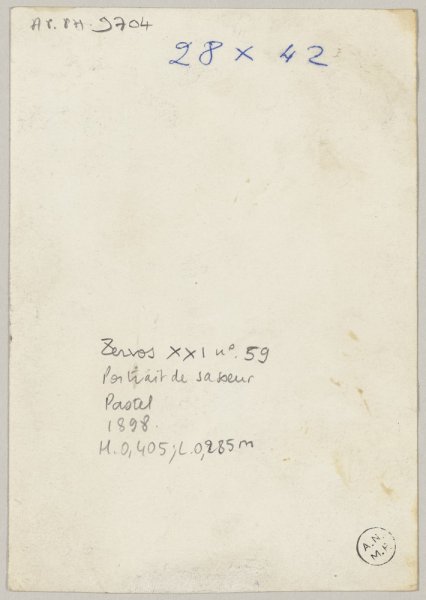 AP. PH. 9704
28 x 42
Zervos XXI n°. 59
Portrait de sa soeur
Pastel
1898.
H. 0,405 ; L. 0,285 m
A.N.
M.P.